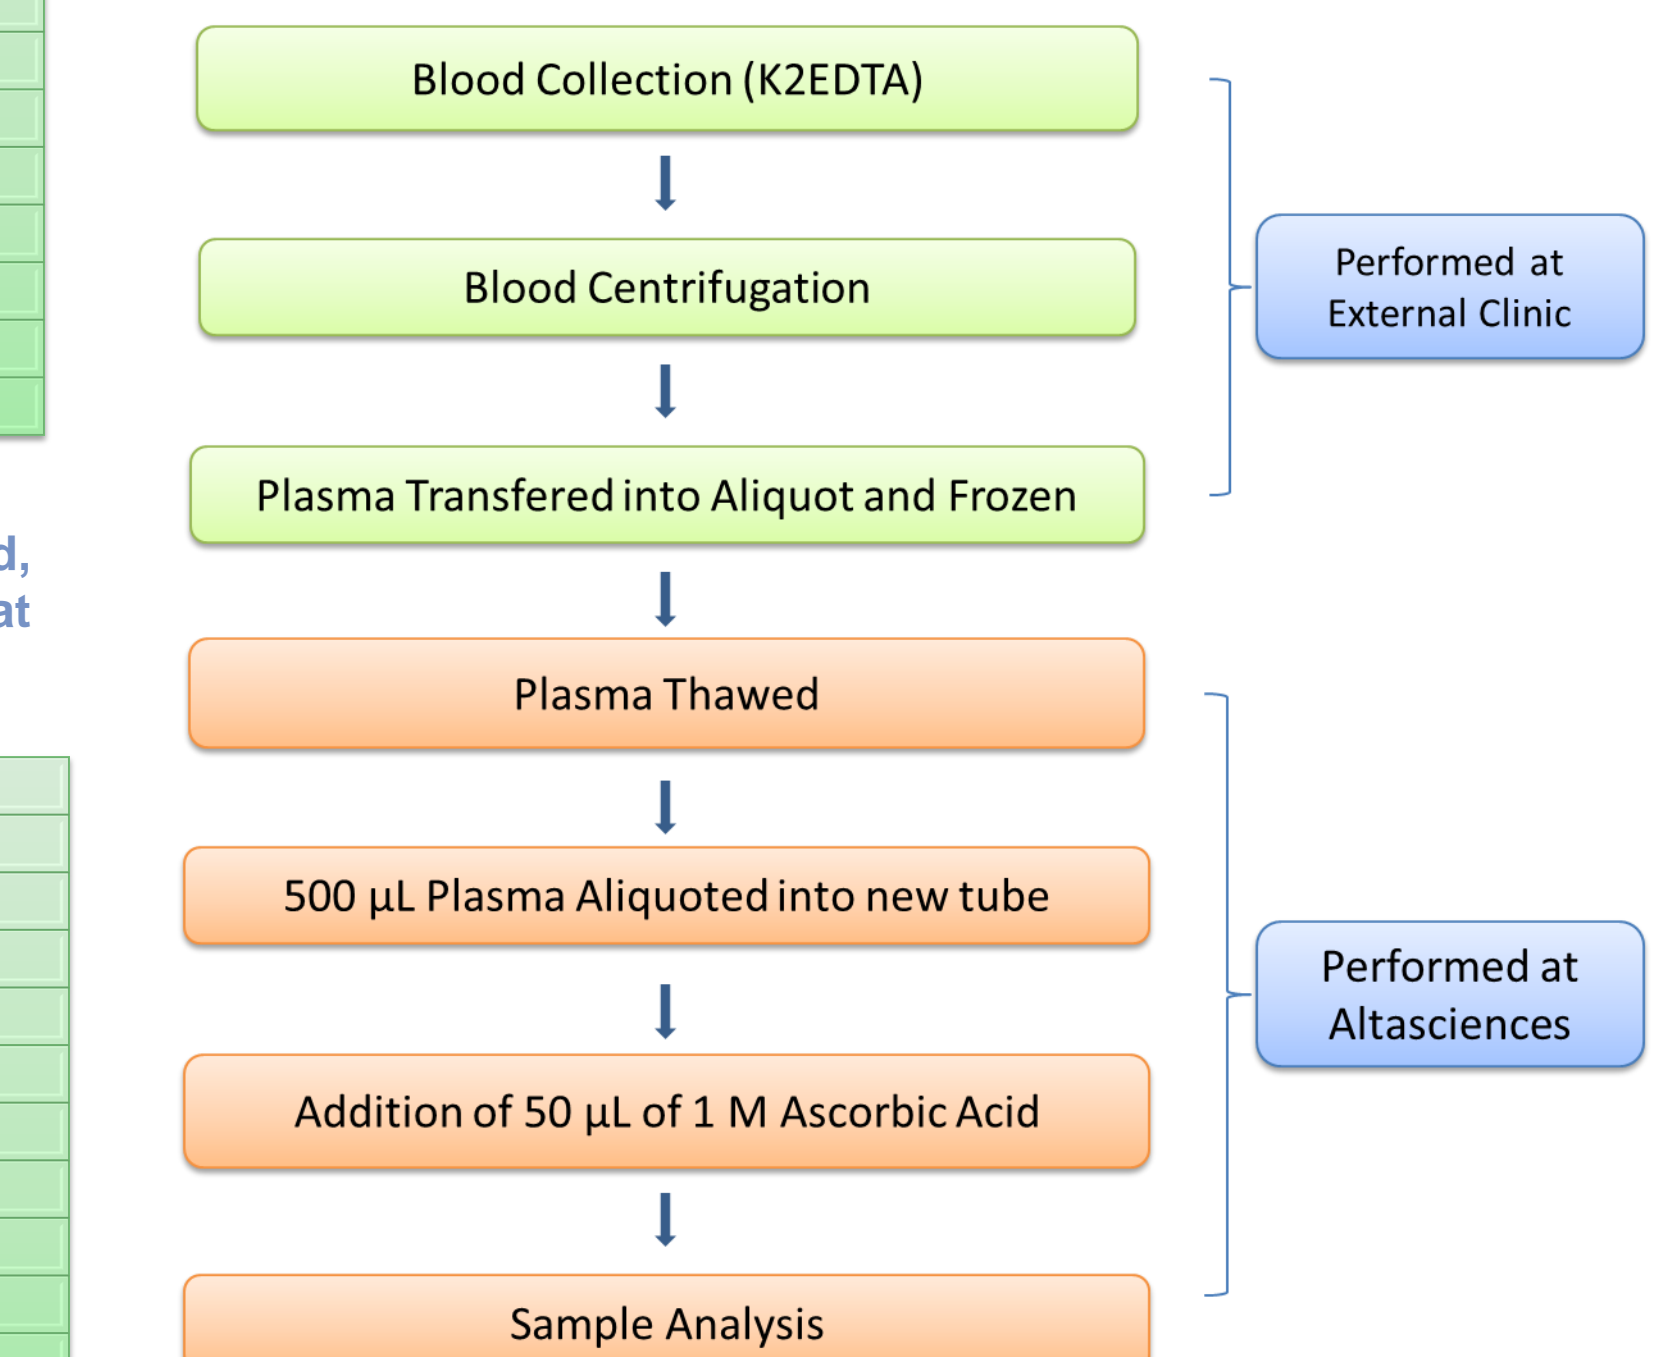 Blood Collection (K2EDTA)
Blood Centrifugation
Performed at
External Clinic
Plasma Transfered into Aliquot and Frozen
d,
at
Plasma Thawed
500 µL Plasma Aliquoted into new tube
Performed at
Altasciences
Addition of 50 µL of 1 M Ascorbic Acid
Sample Analysis